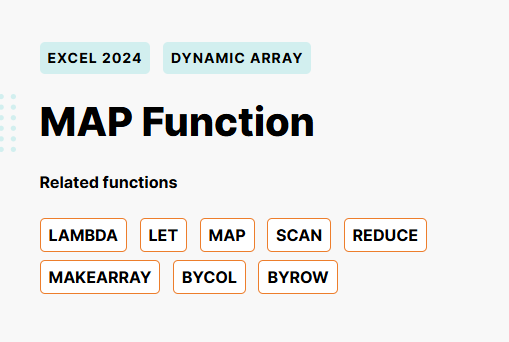 EXCEL 2024 DYNAMIC ARRAY
MAP Function
Related functions
LAMBDA LET MAP SCAN REDUCE
MAKEARRAY BYCOL BYROW